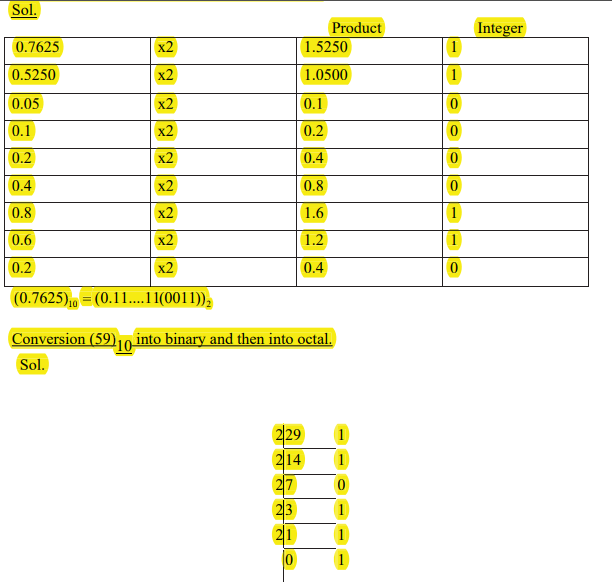 Sol.
Product Integer
0.7625 x2 1.5250 1
0.5250 x2 1.0500 1
0.05 x2 0.1 0
0.1 x2 0.2 0
0.2 x2 0.4 0
0.4 x2 0.8 0
0.8 x2 1.6 1
0.6 x2 1.2 1
0.2 x2 0.4 0
(0.7625)10 = (0.11....11(0011))2
Conversion (59)10 into binary and then into octal.
Sol.
2 29 1
2 14 1
2 7 0
2 3 1
2 1 1
0 1